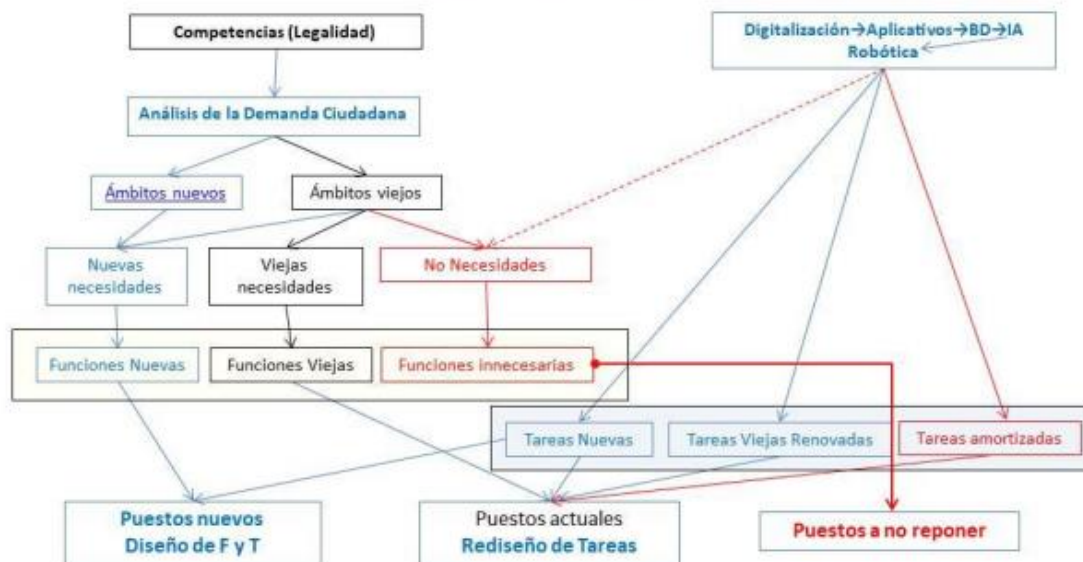 Competencias (Legalidad)
Digitalización→Aplicativos→BD→IA
Robótica
Análisis de la Demanda Ciudadana
Ámbitos nuevos
Ámbitos viejos
Nuevas
necesidades
Viejas
necesidades
No Necesidades
Funciones Nuevas
Funciones Viejas
Funciones innecesarias
Tareas Nuevas
Tareas Viejas Renovadas
Tareas amortizadas
Puestos nuevos
Diseño de F y T
Puestos actuales
Rediseño de Tareas
Puestos a no reponer